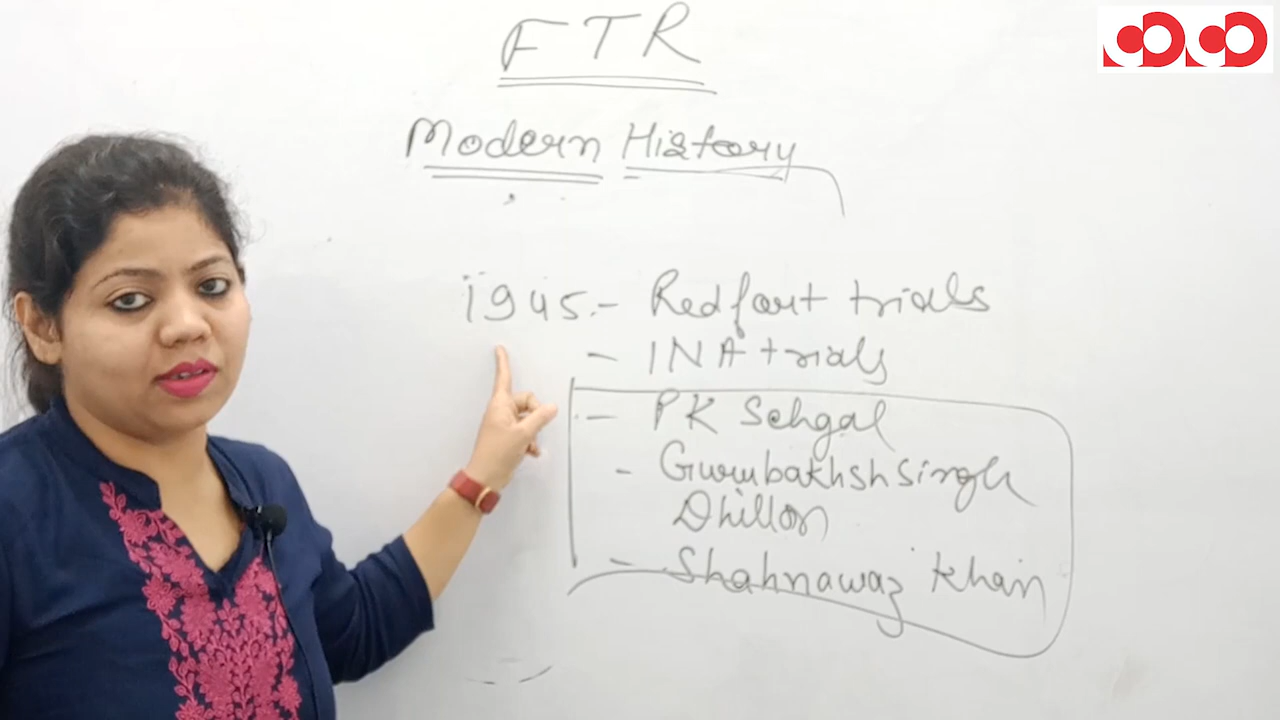 FTR
Modern History
1945 - Redfort trials
- INA trials
- PK Sehgal
- Gurubakhsh Singh
Dhillon
- Shahnawaz Khan